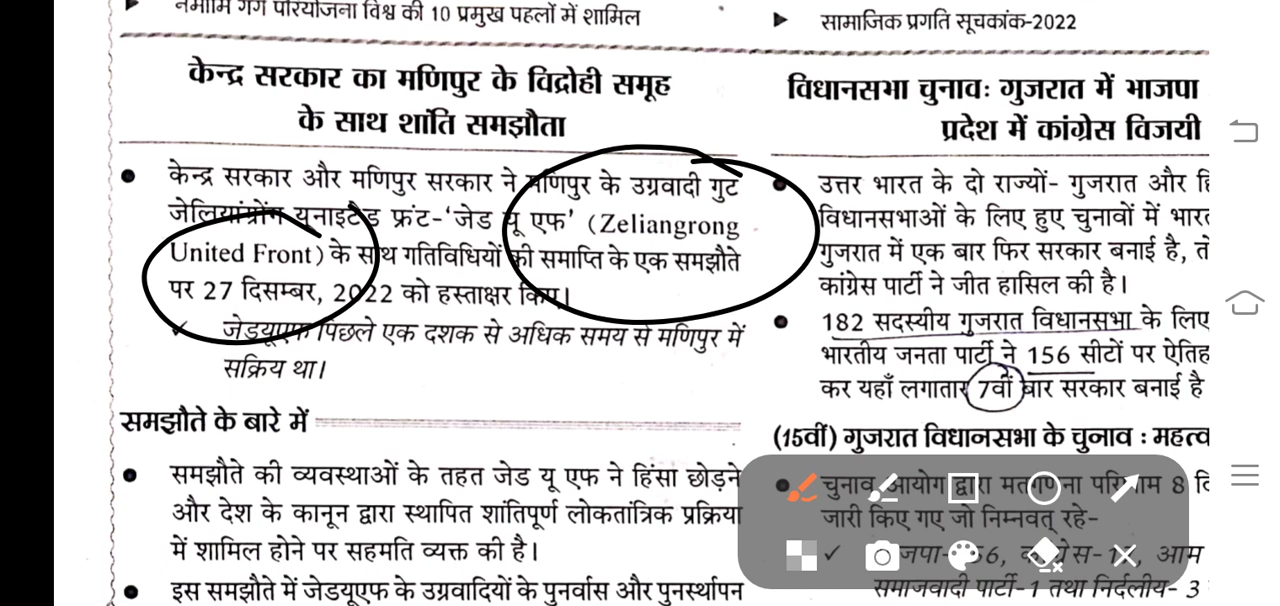 नमामि गंगे परियोजना विश्व की 10 प्रमुख पहलों में शामिल
केन्द्र सरकार का मणिपुर के विद्रोही समूह
के साथ शांति समझौता
केन्द्र सरकार और मणिपुर सरकार ने मणिपुर के उग्रवादी गुट
जेलियांग्रोंग यूनाइटेड फ्रंट-‘जेड यू एफ’ (Zeliangrong
United Front) के साथ गतिविधियों की समाप्ति के एक समझौते
पर 27 दिसम्बर, 2022 को हस्ताक्षर किए।
✓ जेडयूएफ पिछले एक दशक से अधिक समय से मणिपुर में
सक्रिय था।
समझौते के बारे में
समझौते की व्यवस्थाओं के तहत जेड यू एफ ने हिंसा छोड़ने
और देश के कानून द्वारा स्थापित शांतिपूर्ण लोकतांत्रिक प्रक्रिया
में शामिल होने पर सहमति व्यक्त की है।
इस समझौते में जेडयूएफ के उग्रवादियों के पुनर्वास और पुनर्स्थापन
सामाजिक प्रगति सूचकांक-2022
विधानसभा चुनावः गुजरात में भाजपा
प्रदेश में कांग्रेस विजयी
उत्तर भारत के दो राज्यों- गुजरात और
विधानसभाओं के लिए हुए चुनावों में
गुजरात में एक बार फिर सरकार बनाई है,
कांग्रेस पार्टी ने जीत हासिल की है।
182 सदस्यीय गुजरात विधानसभा के लिए
भारतीय जनता पार्टी ने 156 सीटों पर
कर यहाँ लगातार 7वीं बार सरकार बनाई है
(15वीं) गुजरात विधानसभा के चुनाव :
चुनाव आयोग द्वारा मतगणना परिणाम 8
जारी किए गए जो निम्नवत् रहे-
आम
समाजवादी पार्टी-1 तथा निर्दलीय- 3